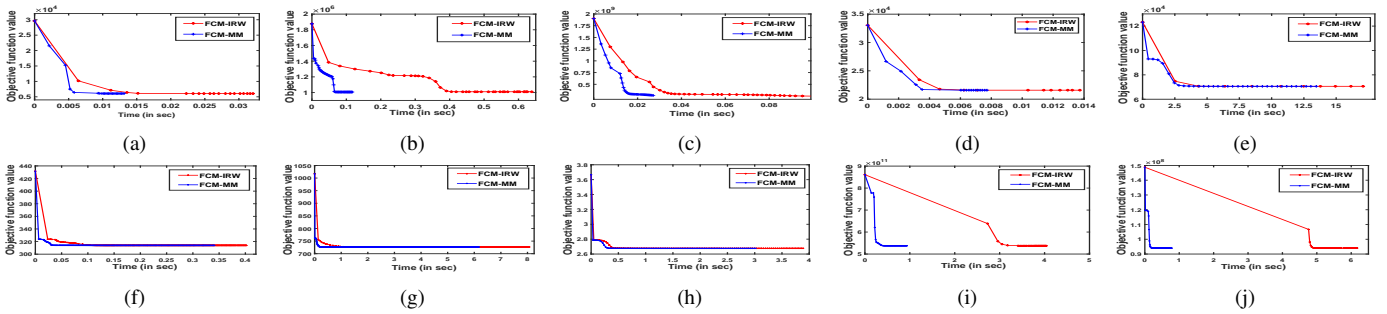 ×10⁴
Objective function value
3
2.5
2
1.5
1
0.5
0
0.005
0.01
0.015
0.02
0.025
0.03
Time (in sec)
FCM-IRW
FCM-MM
(a)
×10⁶
Objective function value
1.8
1.6
1.4
1.2
1
0
0.1
0.2
0.3
0.4
0.5
0.6
Time (in sec)
FCM-IRW
FCM-MM
(b)
×10⁹
Objective function value
1.9
1.75
1.5
1.25
1
0.75
0.5
0.2
0
0.02
0.04
0.06
0.08
Time (in sec)
FCM-IRW
FCM-MM
(c)
×10⁴
Objective function value
3.5
3
2.5
2
0
0.002
0.004
0.006
0.008
0.01
0.012
0.014
Time (in sec)
FCM-IRW
FCM-MM
(d)
×10⁴
Objective function value
12
10
8
6
0
2.5
5
7.5
10
12.5
15
Time (in sec)
FCM-IRW
FCM-MM
(e)
Objective function value
440
420
400
380
360
340
320
300
0
0.05
0.1
0.15
0.2
0.25
0.3
0.35
0.4
Time (in sec)
FCM-IRW
FCM-MM
(f)
Objective function value
1050
1000
950
900
850
800
750
700
0
1
2
3
4
5
6
7
8
Time (in sec)
FCM-IRW
FCM-MM
(g)
Objective function value
3.8
3.6
3.4
3.2
3
2.8
2.6
0
0.5
1
1.5
2
2.5
3
3.5
4
Time (in sec)
FCM-IRW
FCM-MM
(h)
×10¹¹
Objective function value
9
8
7
6
5
0
1
2
3
4
5
Time (in sec)
FCM-IRW
FCM-MM
(i)
Objective function value
1.5
1.4
1.2
1
0.9
0
1
2
3
4
5
6
Time (in sec)
FCM-IRW
FCM-MM
(j)